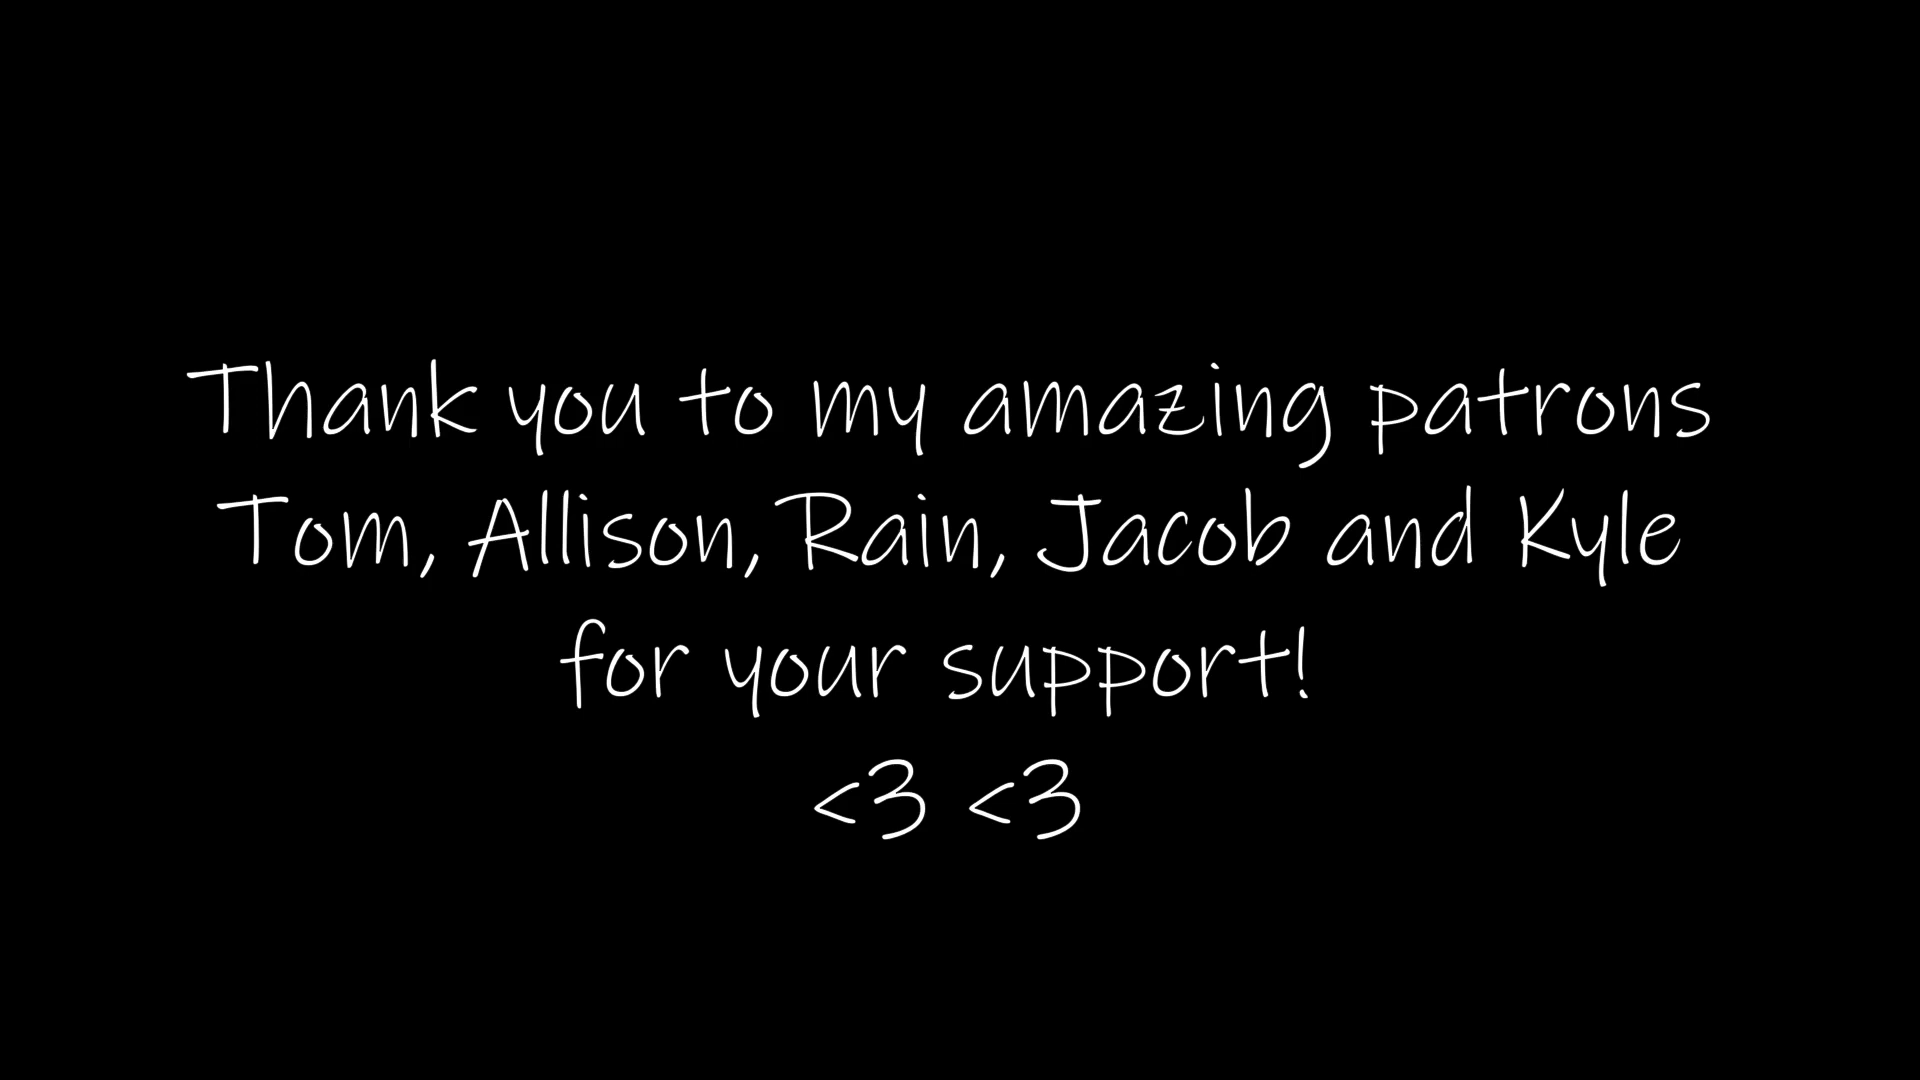 Thank you to my amazing patrons
Tom, Allison, Rain, Jacob and Kyle
for your support!
<3 <3